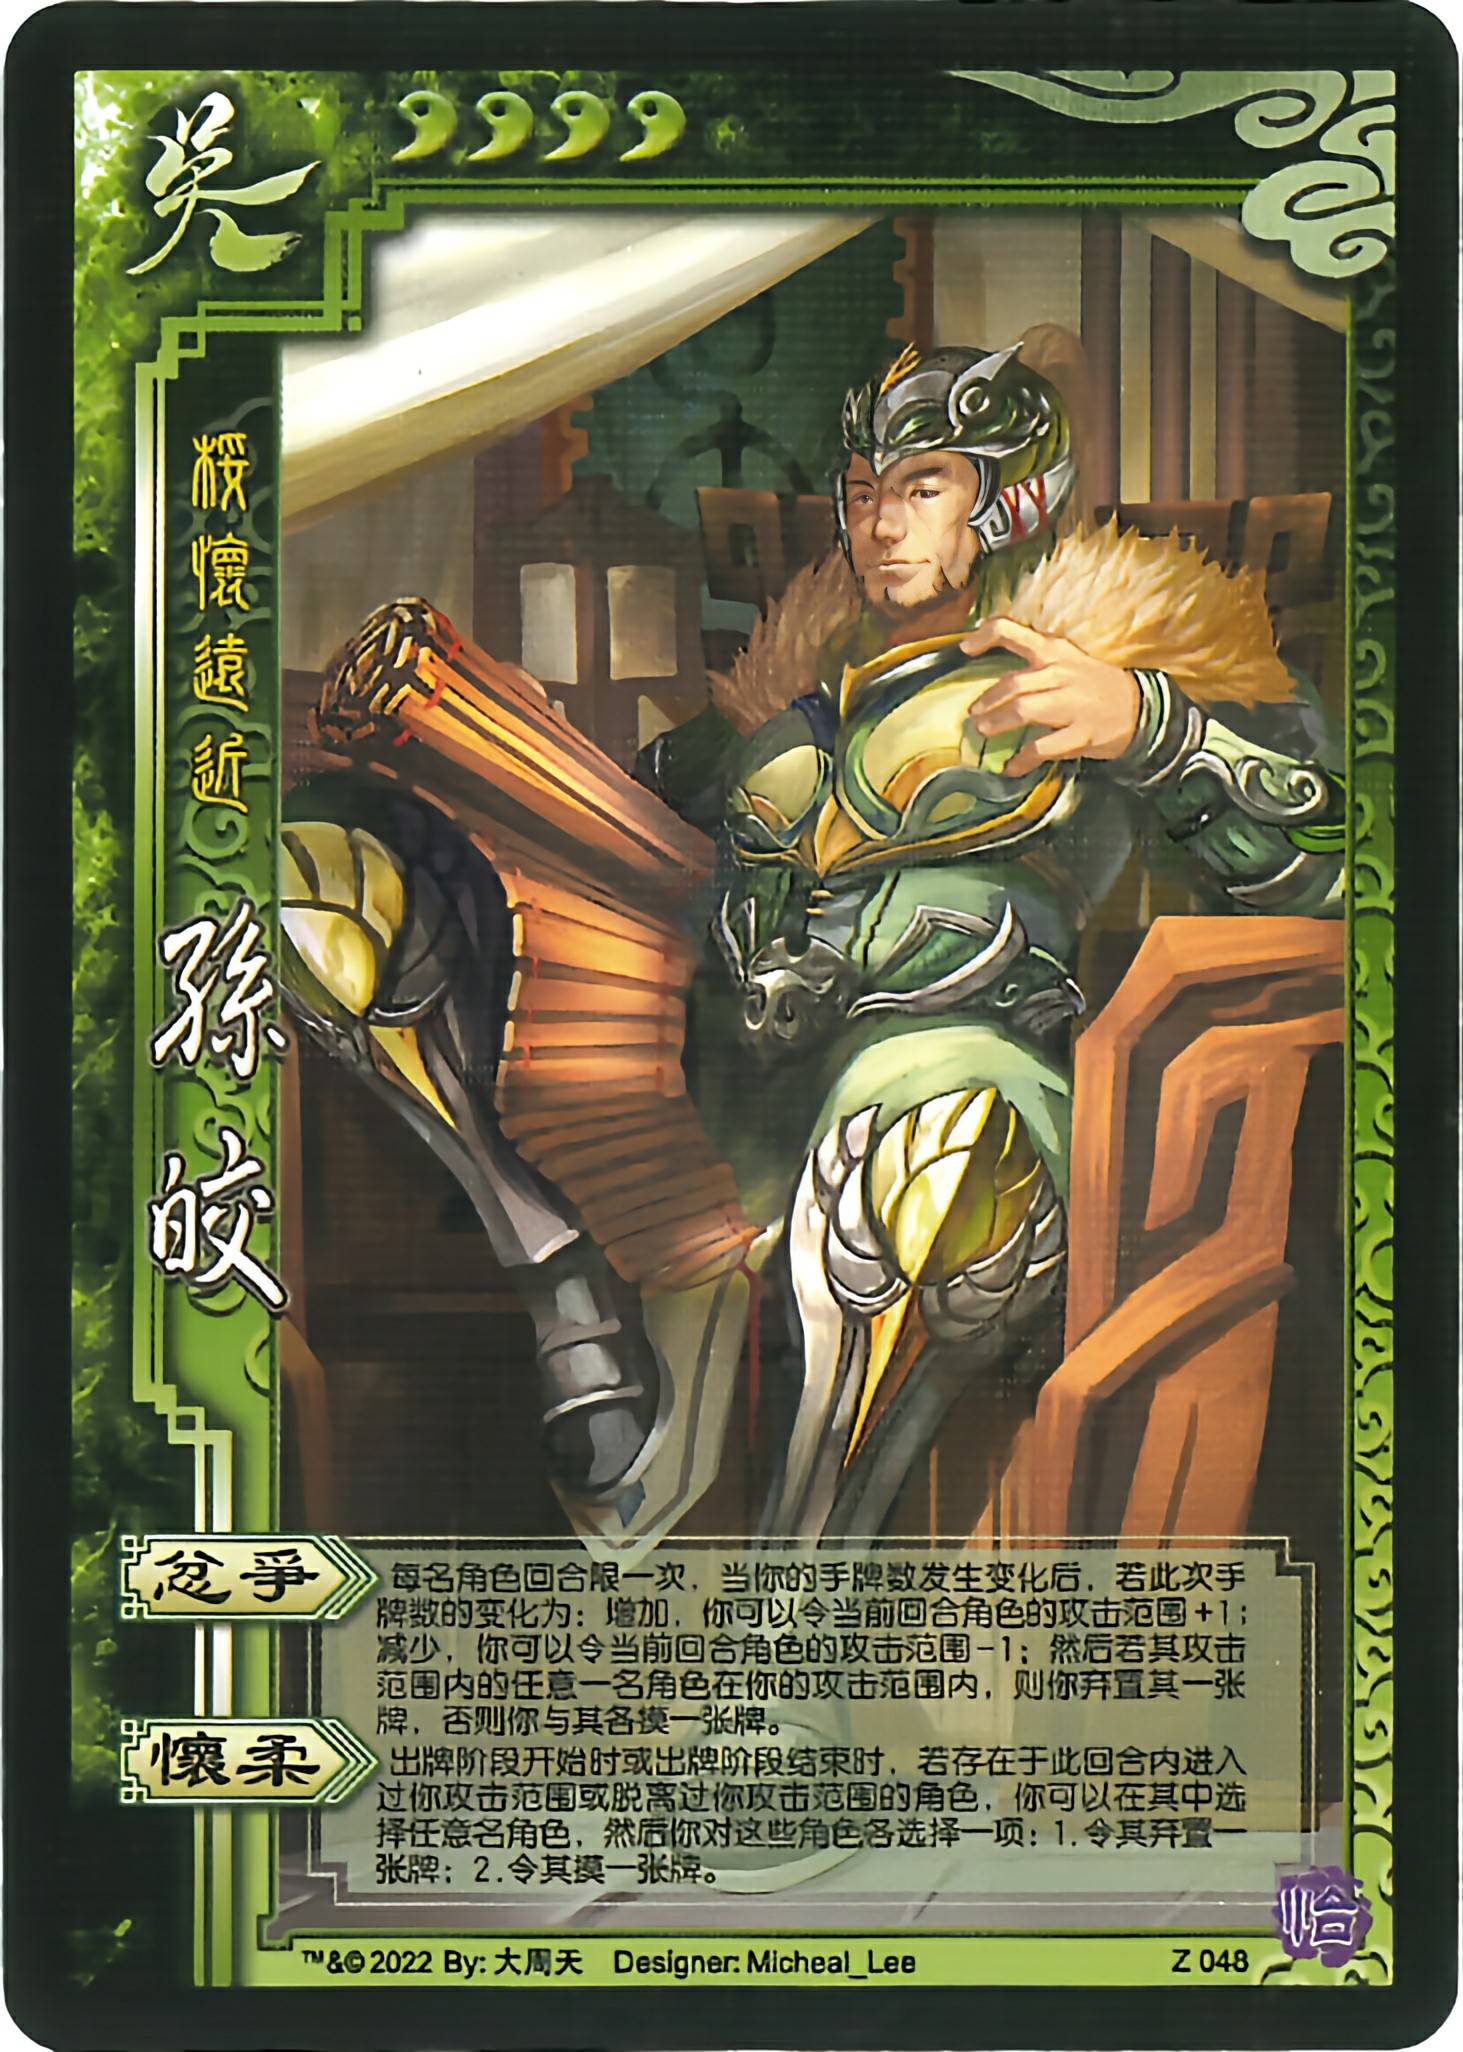 吴
桵懷遠近
孫皎
忿爭
每名角色回合限一次，当你的手牌数发生变化后，若此次手
牌数的变化为：增加，你可以令当前回合角色的攻击范围+1；
减少，你可以令当前回合角色的攻击范围-1；然后若其攻击
范围内的任意一名角色在你的攻击范围内，则你弃置其一张
牌，否则你与其各摸一张牌。
懷柔
出牌阶段开始时或出牌阶段结束时，若存在于此回合内进入
过你攻击范围或脱离过你攻击范围的角色，你可以在其中选
择任意名角色，然后你对这些角色各选择一项：1.令其弃置一
张牌；2.令其摸一张牌。
™&©2022 By: 大周天 Designer: Micheal_Lee
Z 048
怡